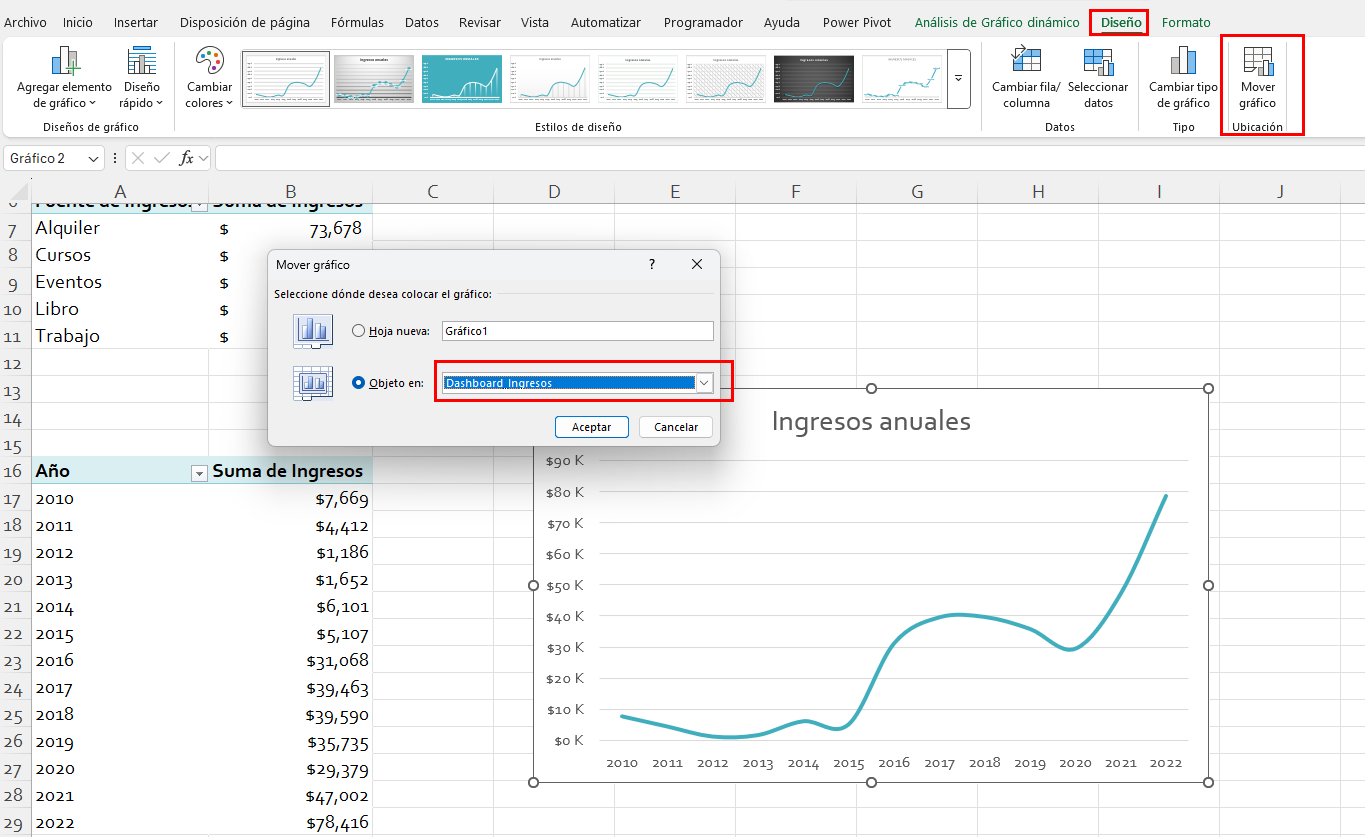 Archivo Inicio Insertar Disposición de página Fórmulas Datos Revisar Vista Automatizar Programador Ayuda Power Pivot Análisis de Gráfico dinámico Diseño Formato
Agregar elemento de gráfico
Diseño rápido
Cambiar colores
Cambiar fila/ columna
Seleccionar datos
Cambiar tipo de gráfico
Mover gráfico
Diseños de gráfico
Estilos de diseño
Datos
Tipo
Ubicación
Gráfico 2
fx
A B C D E F G H I J
6 Fuente de Ingresos Suma de Ingresos
7 Alquiler $ 73,678
8 Cursos $
9 Eventos $
10 Libro $
11 Trabajo $
12
13
14
15
16 Año Suma de Ingresos
17 2010 $7,669
18 2011 $4,412
19 2012 $1,186
20 2013 $1,652
21 2014 $6,101
22 2015 $5,107
23 2016 $31,068
24 2017 $39,463
25 2018 $39,590
26 2019 $35,735
27 2020 $29,379
28 2021 $47,002
29 2022 $78,416
Mover gráfico ?
Seleccione dónde desea colocar el gráfico:
Hoja nueva: Gráfico1
Objeto en: Dashboard_Ingresos
Aceptar Cancelar
Ingresos anuales
$90 K
$80 K
$70 K
$60 K
$50 K
$40 K
$30 K
$20 K
$10 K
$0 K
2010 2011 2012 2013 2014 2015 2016 2017 2018 2019 2020 2021 2022